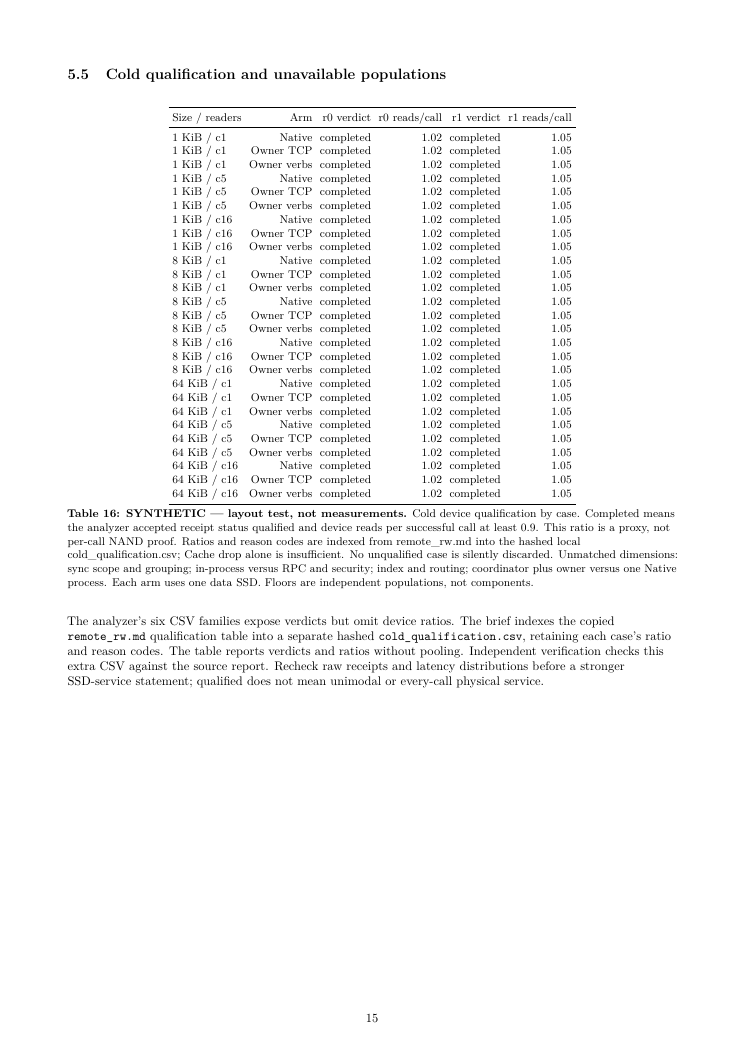 5.5 Cold qualification and unavailable populations
Size / readers Arm r0 verdict r0 reads/call r1 verdict r1 reads/call
1 KiB / c1 Native completed 1.02 completed 1.05
1 KiB / c1 Owner TCP completed 1.02 completed 1.05
1 KiB / c1 Owner verbs completed 1.02 completed 1.05
1 KiB / c5 Native completed 1.02 completed 1.05
1 KiB / c5 Owner TCP completed 1.02 completed 1.05
1 KiB / c5 Owner verbs completed 1.02 completed 1.05
1 KiB / c16 Native completed 1.02 completed 1.05
1 KiB / c16 Owner TCP completed 1.02 completed 1.05
1 KiB / c16 Owner verbs completed 1.02 completed 1.05
8 KiB / c1 Native completed 1.02 completed 1.05
8 KiB / c1 Owner TCP completed 1.02 completed 1.05
8 KiB / c1 Owner verbs completed 1.02 completed 1.05
8 KiB / c5 Native completed 1.02 completed 1.05
8 KiB / c5 Owner TCP completed 1.02 completed 1.05
8 KiB / c5 Owner verbs completed 1.02 completed 1.05
8 KiB / c16 Native completed 1.02 completed 1.05
8 KiB / c16 Owner TCP completed 1.02 completed 1.05
8 KiB / c16 Owner verbs completed 1.02 completed 1.05
64 KiB / c1 Native completed 1.02 completed 1.05
64 KiB / c1 Owner TCP completed 1.02 completed 1.05
64 KiB / c1 Owner verbs completed 1.02 completed 1.05
64 KiB / c5 Native completed 1.02 completed 1.05
64 KiB / c5 Owner TCP completed 1.02 completed 1.05
64 KiB / c5 Owner verbs completed 1.02 completed 1.05
64 KiB / c16 Native completed 1.02 completed 1.05
64 KiB / c16 Owner TCP completed 1.02 completed 1.05
64 KiB / c16 Owner verbs completed 1.02 completed 1.05
Table 16: SYNTHETIC — layout test, not measurements. Cold device qualification by case. Completed means
the analyzer accepted receipt status qualified and device reads per successful call at least 0.9. This ratio is a proxy, not
per-call NAND proof. Ratios and reason codes are indexed from remote_rw.md into the hashed local
cold_qualification.csv; Cache drop alone is insufficient. No unqualified case is silently discarded. Unmatched dimensions:
sync scope and grouping; in-process versus RPC and security; index and routing; coordinator plus owner versus one Native
process. Each arm uses one data SSD. Floors are independent populations, not components.
The analyzer's six CSV families expose verdicts but omit device ratios. The brief indexes the copied
remote_rw.md qualification table into a separate hashed cold_qualification.csv, retaining each case's ratio
and reason codes. The table reports verdicts and ratios without pooling. Independent verification checks this
extra CSV against the source report. Recheck raw receipts and latency distributions before a stronger
SSD-service statement; qualified does not mean unimodal or every-call physical service.
15